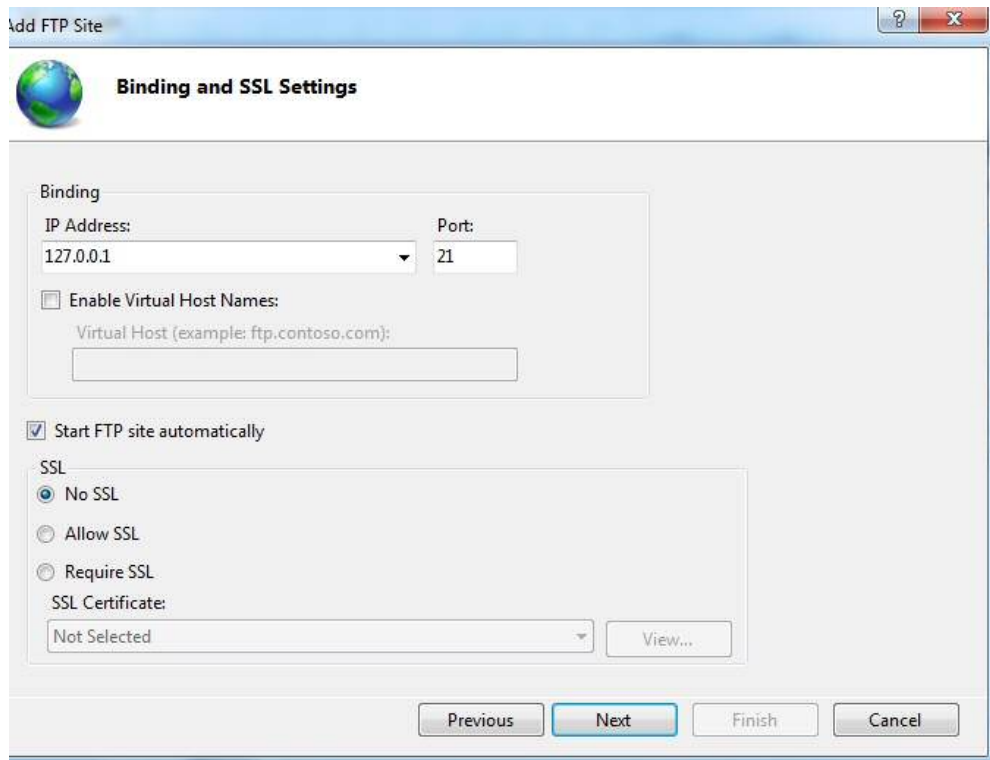 Add FTP Site
Binding and SSL Settings
Binding
IP Address: Port:
127.0.0.1 21
Enable Virtual Host Names:
Virtual Host (example: ftp.contoso.com):
Start FTP site automatically
SSL
No SSL
Allow SSL
Require SSL
SSL Certificate:
Not Selected View...
Previous Next Finish Cancel